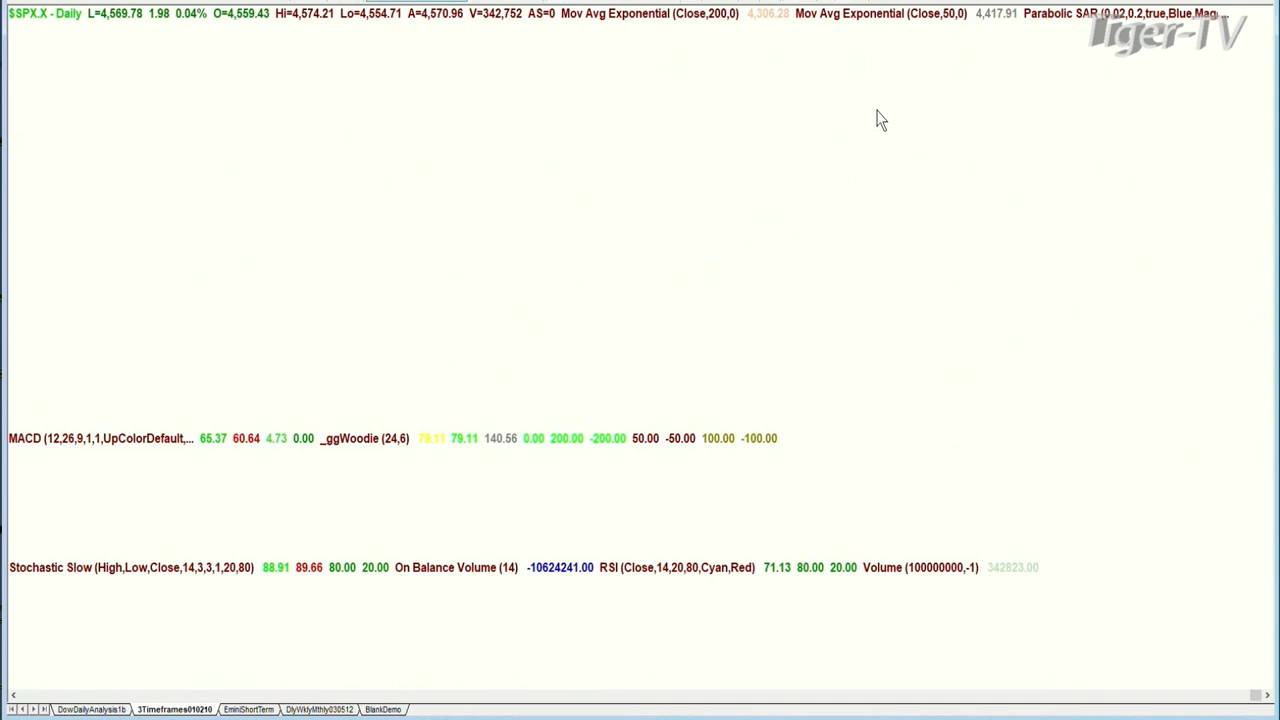 $SPX.X - Daily L=4,569.78 1.98 0.04% O=4,559.43 Hi=4,574.21 Lo=4,554.71 A=4,570.96 V=342,752 AS=0 Mov Avg Exponential (Close,200,0) 4,306.28 Mov Avg Exponential (Close,50,0) 4,417.91 Parabolic SAR (0.02,0.2,true,Blue,Mag...
Tiger-TV
MACD (12,26,9,1,1,UpColorDefault,... 65.37 60.64 4.73 0.00 _ggWoodie (24,6) 79.11 79.11 140.56 0.00 200.00 -200.00 50.00 -50.00 100.00 -100.00
Stochastic Slow (High,Low,Close,14,3,3,1,20,80) 88.91 89.66 80.00 20.00 On Balance Volume (14) -10624241.00 RSI (Close,14,20,80,Cyan,Red) 71.13 80.00 20.00 Volume (100000000,-1) 342823.00
DowDailyAnalysis1b 3Timeframes010210 EminiShortTerm DlyWklyMthly030512 BlankDemo